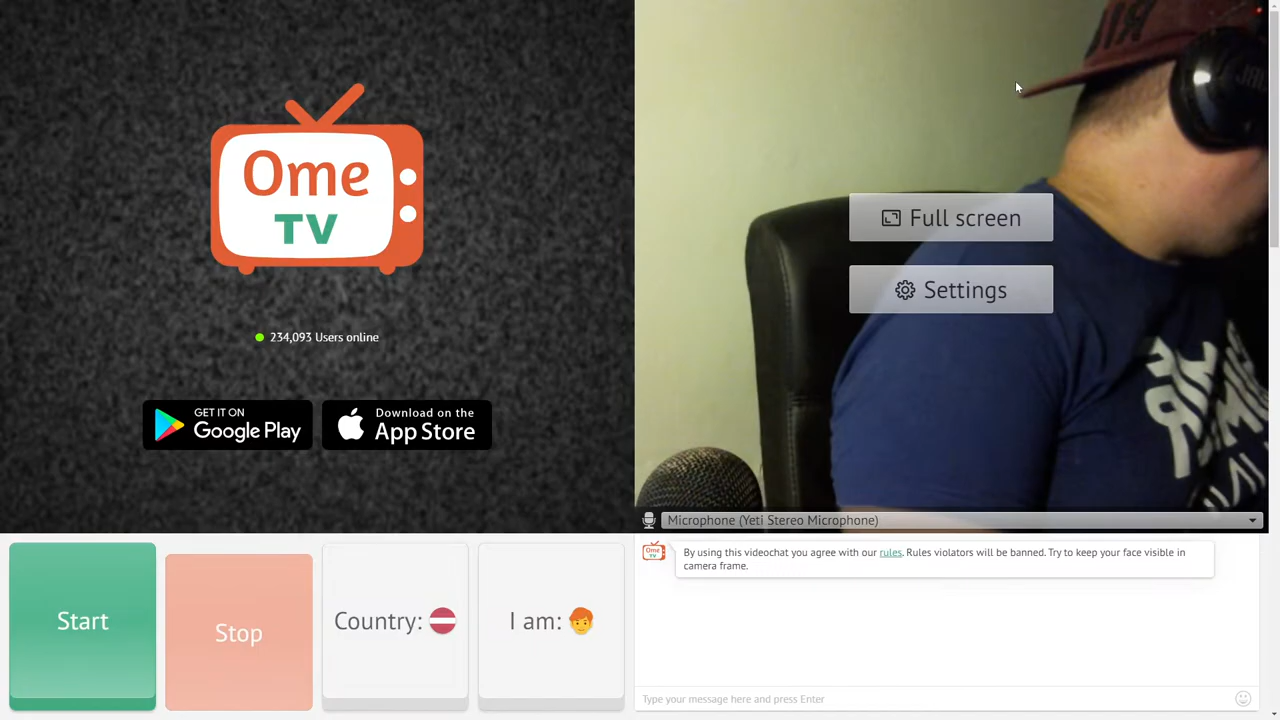 Ome
TV
234,093 Users online
GET IT ON
Google Play
Download on the
App Store
Full screen
Settings
Microphone (Yeti Stereo Microphone)
Start
Stop
Country:
I am:
Ome
TV
By using this videochat you agree with our rules. Rules violators will be banned. Try to keep your face visible in
camera frame.
Type your message here and press Enter